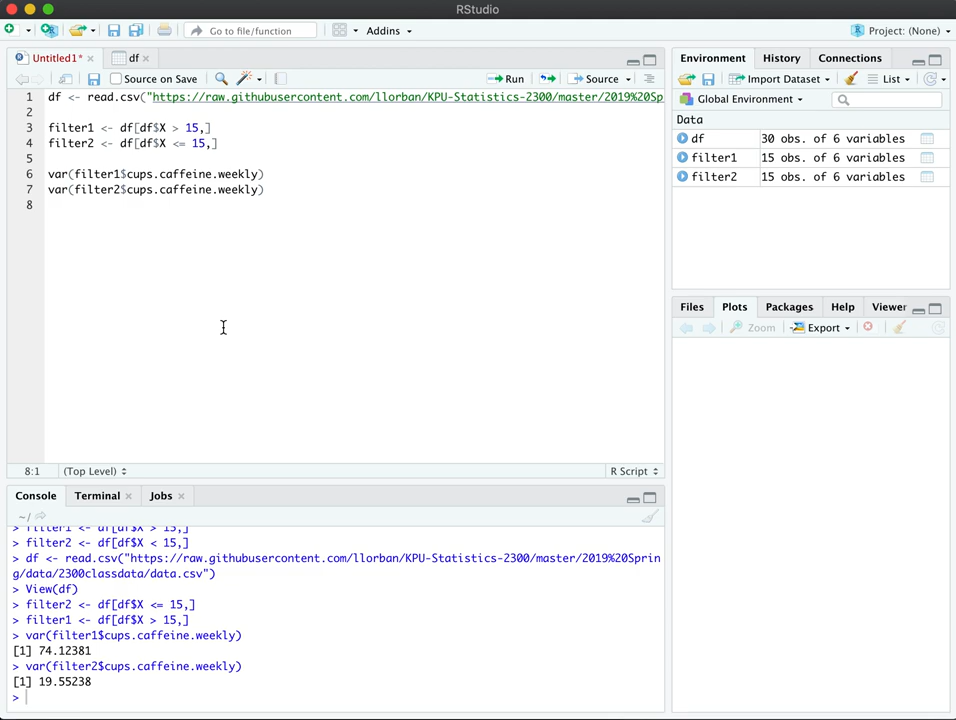 RStudio
Go to file/function
Addins
Project: (None)
Untitled1*
df
Source on Save
Run
Source
1 df <- read.csv("https://raw.githubusercontent.com/llorban/KPU-Statistics-2300/master/2019%20Sp
2
3 filter1 <- df[df$X > 15,]
4 filter2 <- df[df$X <= 15,]
5
6 var(filter1$cups.caffeine.weekly)
7 var(filter2$cups.caffeine.weekly)
8
8:1 (Top Level) R Script
Environment History Connections
Import Dataset List
Global Environment
Data
df 30 obs. of 6 variables
filter1 15 obs. of 6 variables
filter2 15 obs. of 6 variables
Files Plots Packages Help Viewer
Zoom Export
Console Terminal Jobs
~/
> filter1 <- df[df$X > 15,]
> filter2 <- df[df$X < 15,]
> df <- read.csv("https://raw.githubusercontent.com/llorban/KPU-Statistics-2300/master/2019%20Sprin
g/data/2300classdata/data.csv")
> View(df)
> filter2 <- df[df$X <= 15,]
> filter1 <- df[df$X > 15,]
> var(filter1$cups.caffeine.weekly)
[1] 74.12381
> var(filter2$cups.caffeine.weekly)
[1] 19.55238
>